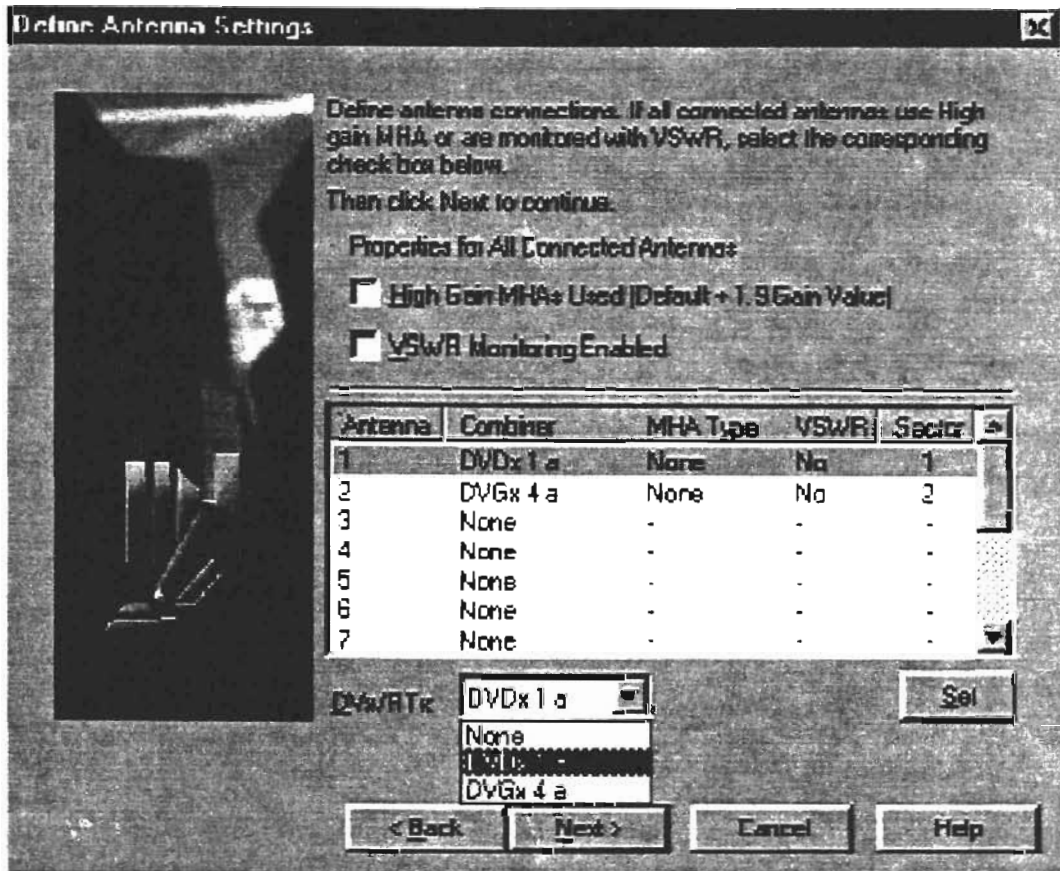 Define Antenna Settings
Define antenna connections. If all connected antennas use High
gain MHA or are monitored with VSWR, select the corresponding
check box below.
Then click Next to continue.
Properties for All Connected Antennas
High Gain MHAs Used (Default + 1.9 Gain Value)
VSWR Monitoring Enabled
Antenna Combiner MHA Type VSWR Sector
1 DVDx 1 a None No 1
2 DVGx 4 a None No 2
3 None - - -
4 None - - -
5 None - - -
6 None - - -
7 None - - -
DVx/RTx: DVDx 1 a Set
None
DVDx 1 a
DVGx 4 a
< Back Next > Cancel Help